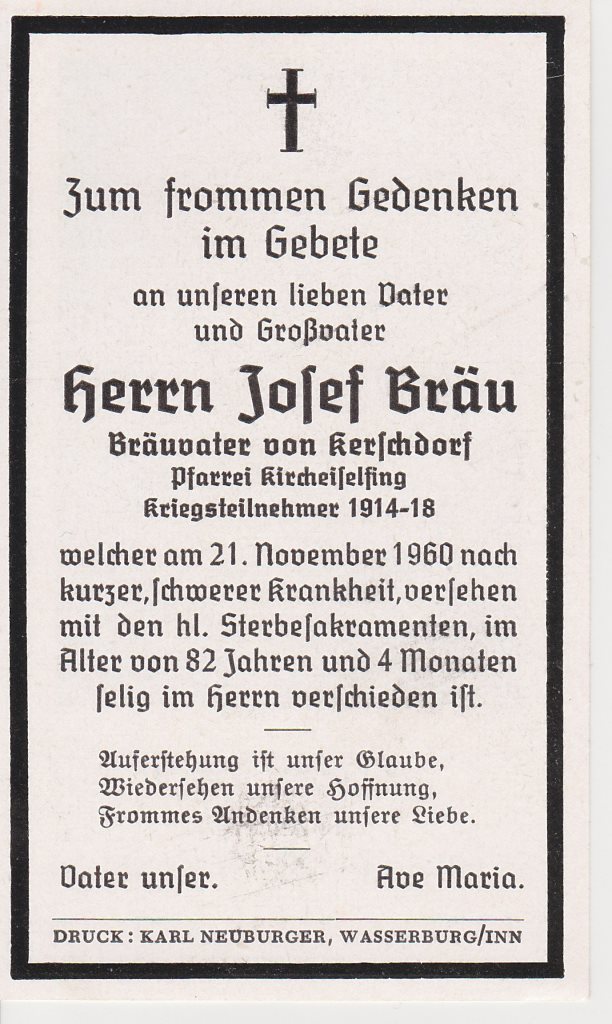 Zum frommen Gedenken
im Gebete
an unseren lieben Vater
und Großvater
Herrn Josef Bräu
Bräuvater von Kerschdorf
Pfarrei Kircheiselfing
Kriegsteilnehmer 1914-18
welcher am 21. November 1960 nach
kurzer, schwerer Krankheit, versehen
mit den hl. Sterbesakramenten, im
Alter von 82 Jahren und 4 Monaten
selig im Herrn verschieden ist.
Auferstehung ist unser Glaube,
Wiedersehen unsere Hoffnung,
Frommes Andenken unsere Liebe.
Vater unser. Ave Maria.
DRUCK: KARL NEUBURGER, WASSERBURG/INN